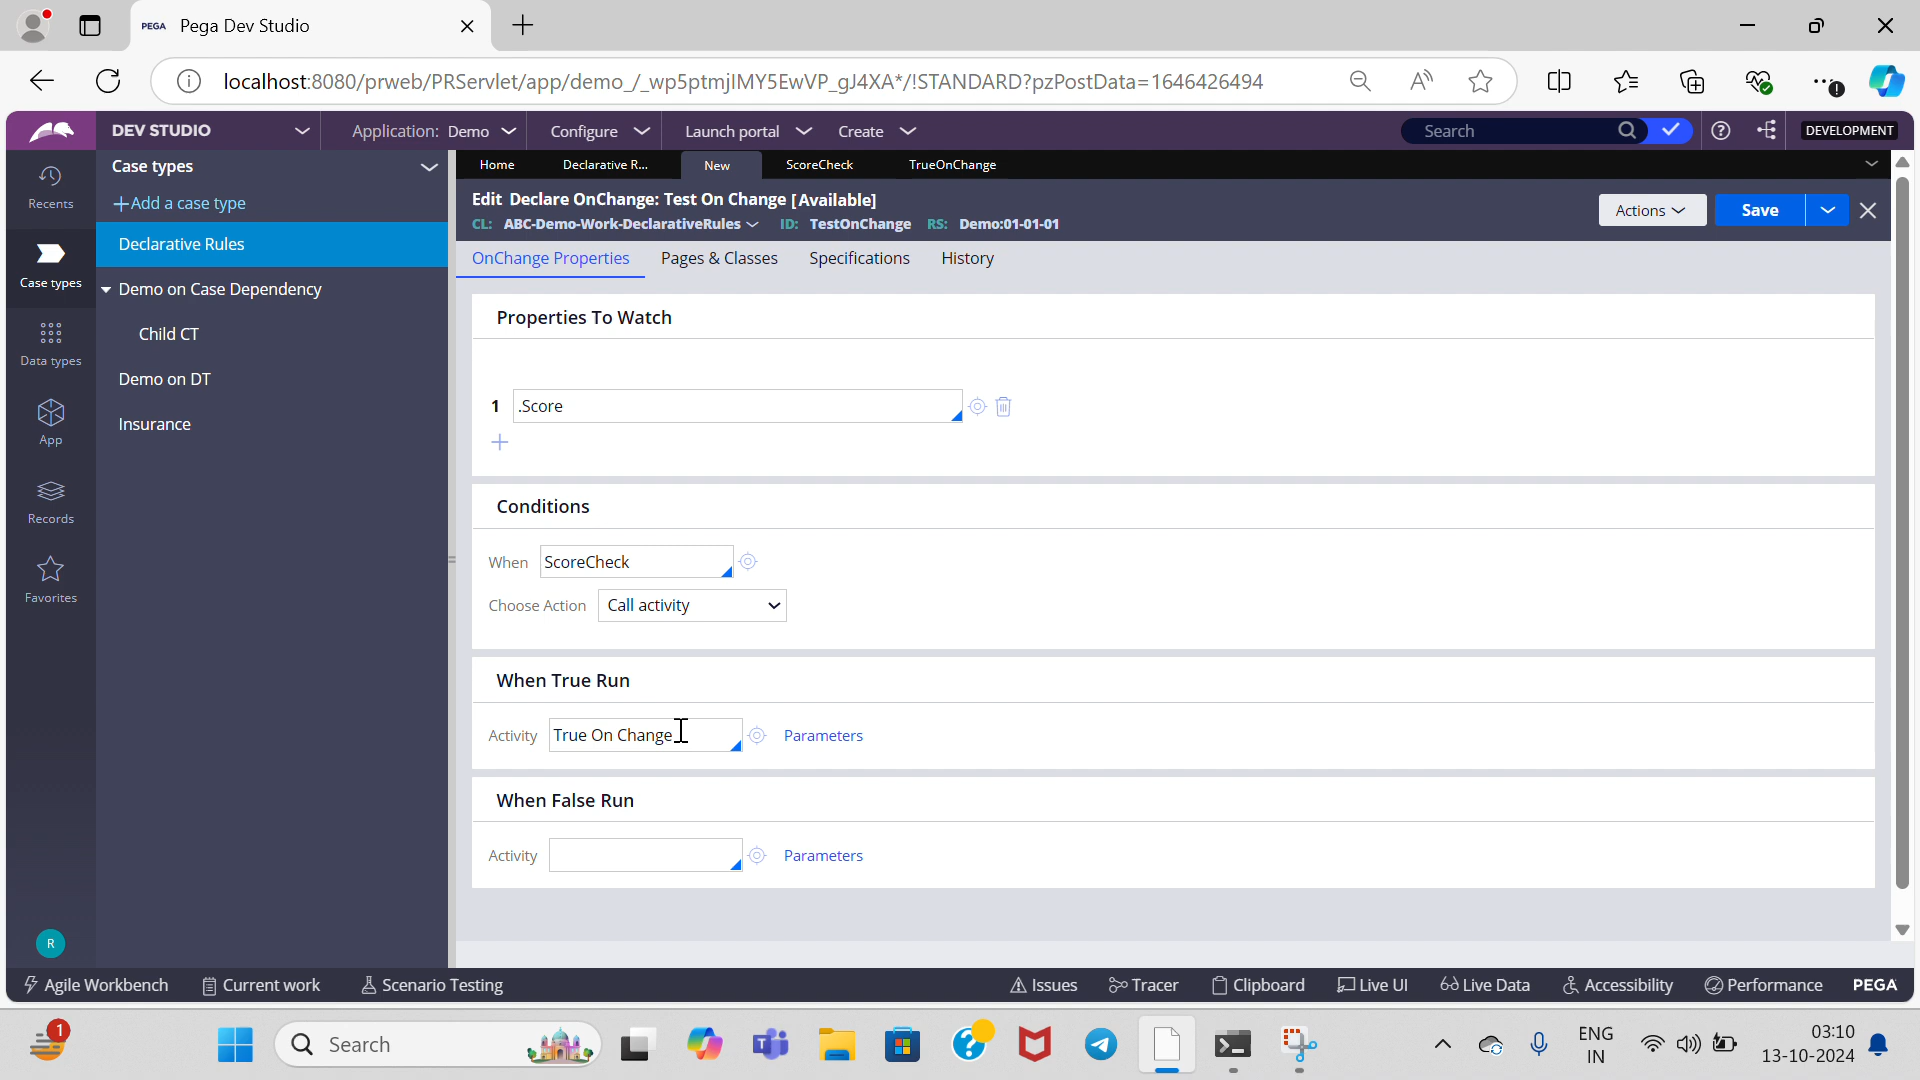 PEGA Pega Dev Studio
localhost:8080/prweb/PRServlet/app/demo_/_wp5ptmjIMY5EwVP_gJ4XA*/!STANDARD?pzPostData=1646426494
DEV STUDIO Application: Demo Configure Launch portal Create Search DEVELOPMENT
Recents
Case types
Data types
App
Records
Favorites
R
Case types
+Add a case type
Declarative Rules
Demo on Case Dependency
Child CT
Demo on DT
Insurance
Home Declarative R... New ScoreCheck TrueOnChange
Edit Declare OnChange: Test On Change [Available]
CL: ABC-Demo-Work-DeclarativeRules ID: TestOnChange RS: Demo:01-01-01
Actions Save
OnChange Properties Pages & Classes Specifications History
Properties To Watch
1 .Score
Conditions
When ScoreCheck
Choose Action Call activity
When True Run
Activity True On Change Parameters
When False Run
Activity Parameters
Agile Workbench Current work Scenario Testing Issues Tracer Clipboard Live UI Live Data Accessibility Performance PEGA
1 Search ENG 03:10
IN 13-10-2024